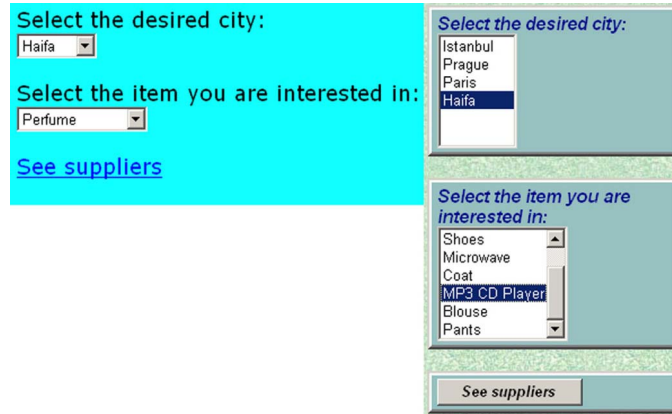 Select the desired city:
Haifa
Select the item you are interested in:
Perfume
See suppliers
Select the desired city:
Istanbul
Prague
Paris
Haifa
Select the item you are
interested in:
Shoes
Microwave
Coat
MP3 CD Player
Blouse
Pants
See suppliers